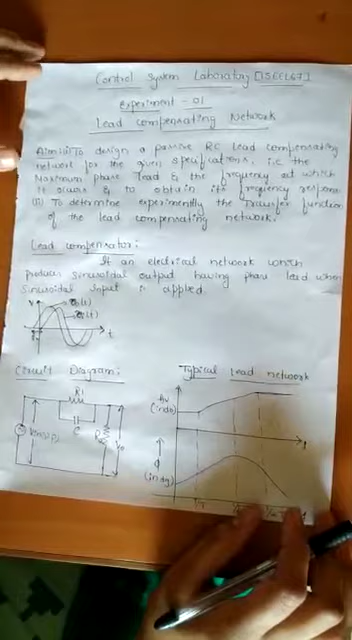 Control System Laboratory [15EEL67]
Experiment - 01
Lead compensating Network
Aim: (i) To design a passive RC Lead compensating
network for the given specifications, i.e. the
Maximum phase lead & the frequency at which
it occurs & to obtain its frequency response
(ii) To determine experimentally the Transfer function
of the lead compensating network.
Lead compensator:
It an electrical network which
produces sinusoidal output having phase lead when
sinusoidal input is applied.
V
t
Circuit Diagram:
Typical Lead network
R1
C
Av
(in db)
f
ϕ
(in deg)